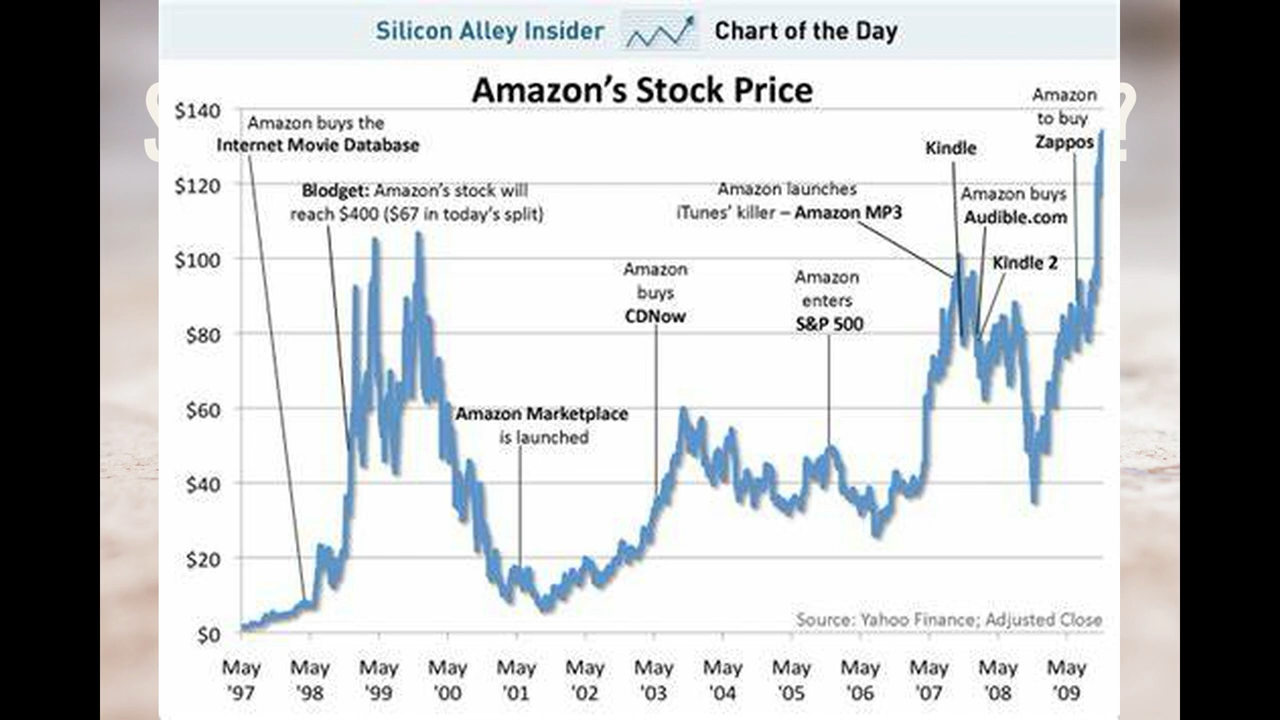 Silicon Alley Insider Chart of the Day
Amazon's Stock Price
$140
$120
$100
$80
$60
$40
$20
$0
Amazon buys the
Internet Movie Database
Blodget: Amazon's stock will
reach $400 ($67 in today's split)
Amazon Marketplace
is launched
Amazon
buys
CDNow
Amazon
enters
S&P 500
Amazon launches
iTunes' killer – Amazon MP3
Kindle
Amazon buys
Audible.com
Kindle 2
Amazon
to buy
Zappos
Source: Yahoo Finance; Adjusted Close
May May May May May May May May May May May May May
'97 '98 '99 '00 '01 '02 '03 '04 '05 '06 '07 '08 '09